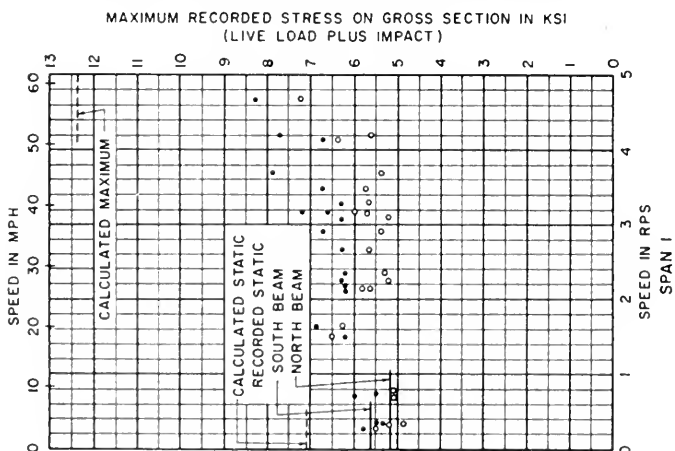 MAXIMUM RECORDED STRESS ON GROSS SECTION IN KSI
(LIVE LOAD PLUS IMPACT)
13 12 11 10 9 8 7 6 5 4 3 2 1 0
SPEED IN MPH
0 10 20 30 40 50 60
CALCULATED MAXIMUM
CALCULATED STATIC
RECORDED STATIC
SOUTH BEAM
NORTH BEAM
0 1 2 3 4 5
SPEED IN RPS
SPAN I